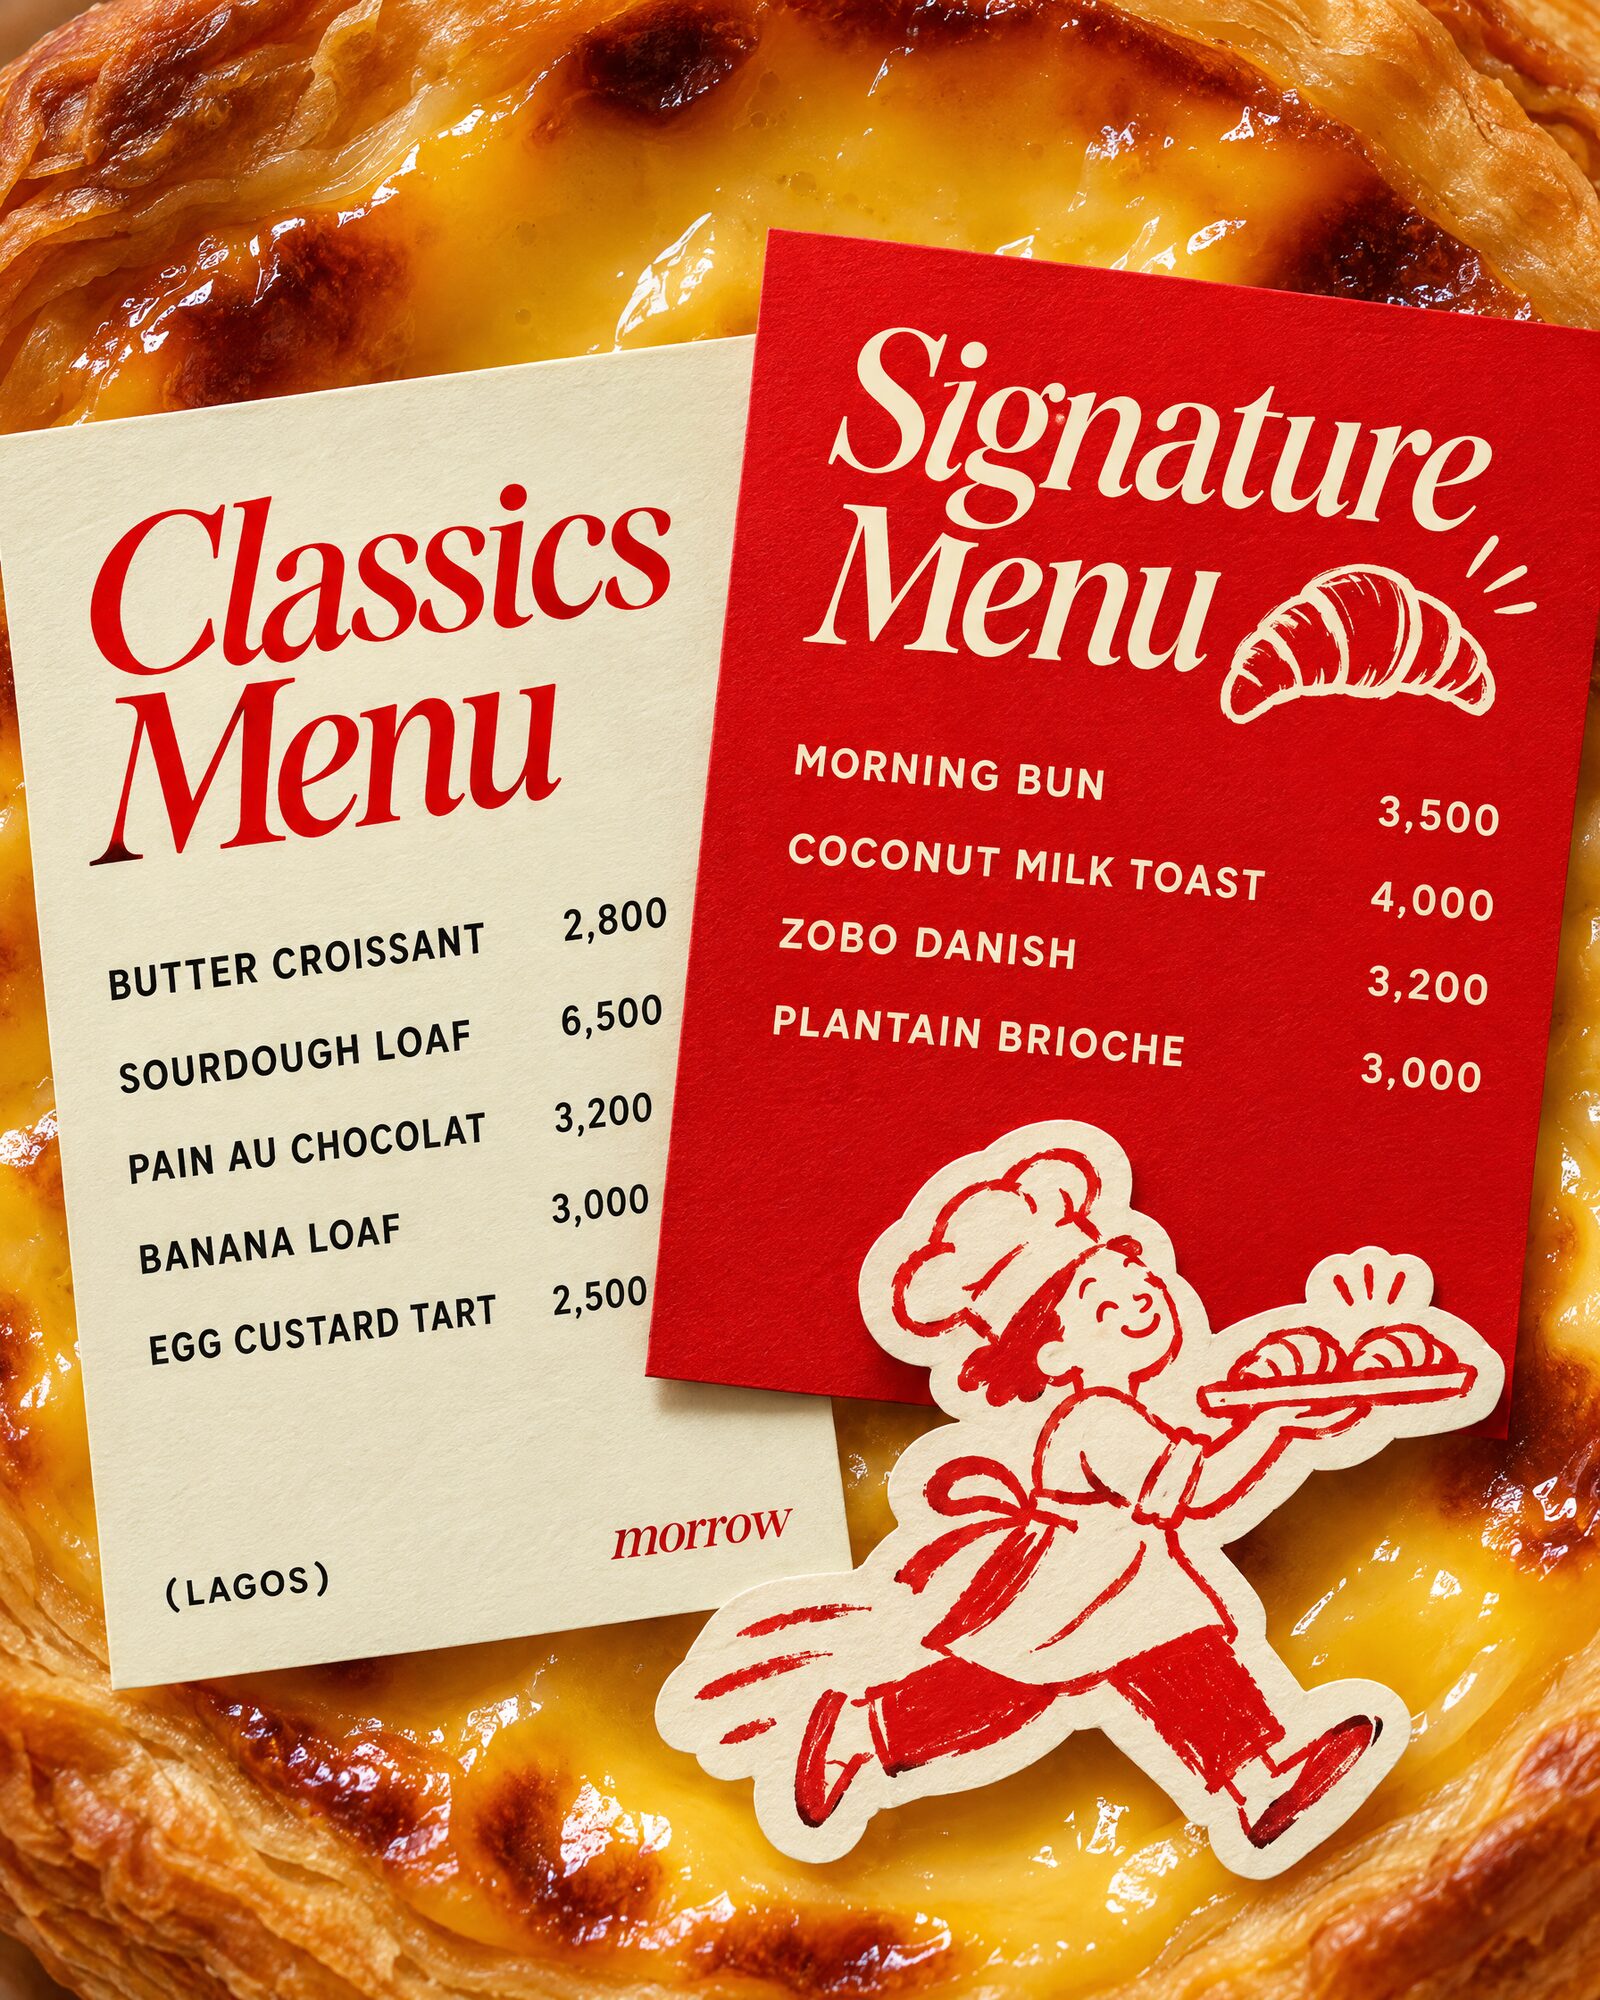 Classics
Menu
BUTTER CROISSANT 2,800
SOURDOUGH LOAF 6,500
PAIN AU CHOCOLAT 3,200
BANANA LOAF 3,000
EGG CUSTARD TART 2,500
(LAGOS)
morrow
Signature
Menu
MORNING BUN 3,500
COCONUT MILK TOAST 4,000
ZOBO DANISH 3,200
PLANTAIN BRIOCHE 3,000